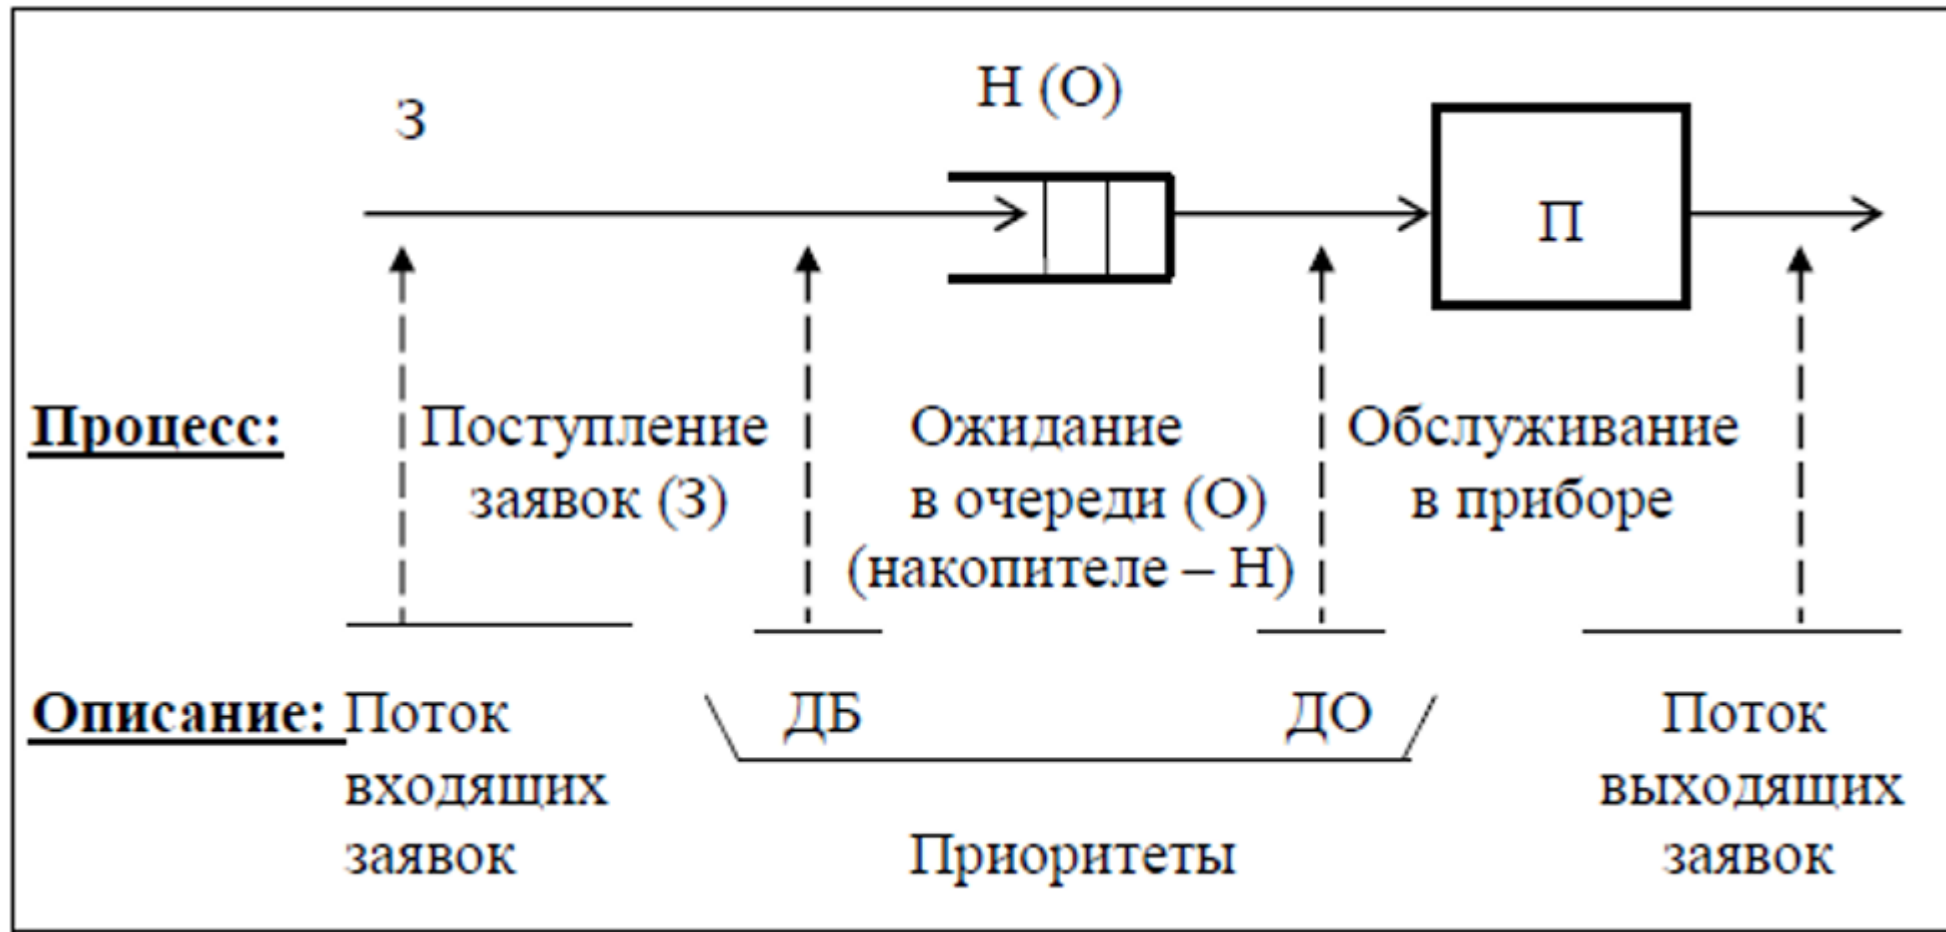 З
Н (О)
П
Процесс:
Поступление
заявок (З)
Ожидание
в очереди (О)
(накопителе – Н)
Обслуживание
в приборе
Описание:
Поток
входящих
заявок
ДБ
ДО
Приоритеты
Поток
выходящих
заявок